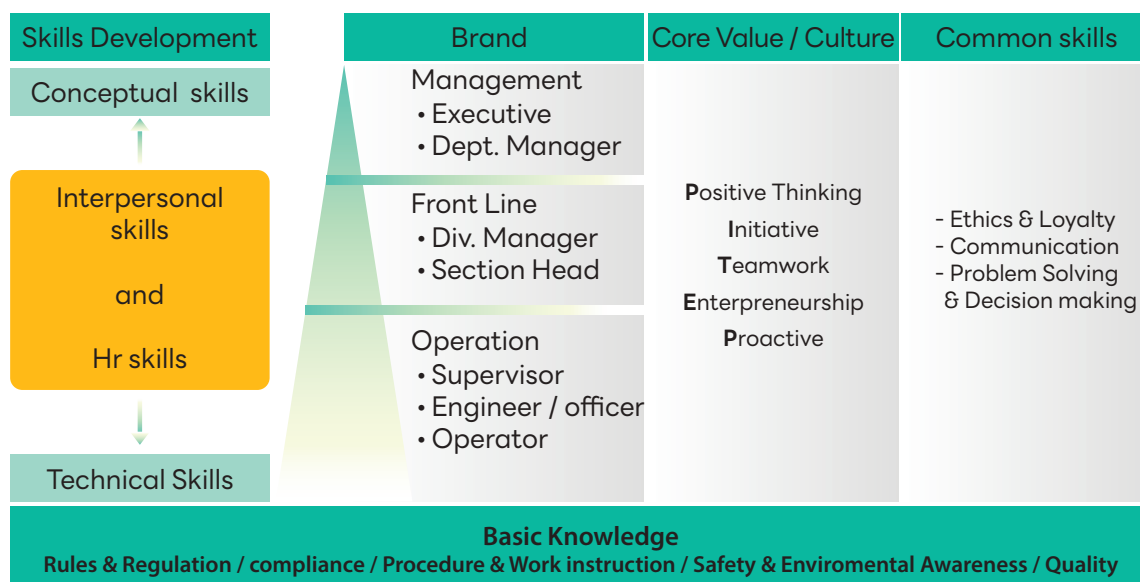 Skills Development
Conceptual skills
Interpersonal
skills
and
Hr skills
Technical Skills
Brand
Management
• Executive
• Dept. Manager
Front Line
• Div. Manager
• Section Head
Operation
• Supervisor
• Engineer / officer
• Operator
Core Value / Culture
Positive Thinking
Initiative
Teamwork
Enterpreneurship
Proactive
Common skills
- Ethics & Loyalty
- Communication
- Problem Solving
& Decision making
Basic Knowledge
Rules & Regulation / compliance / Procedure & Work instruction / Safety & Enviromental Awareness / Quality